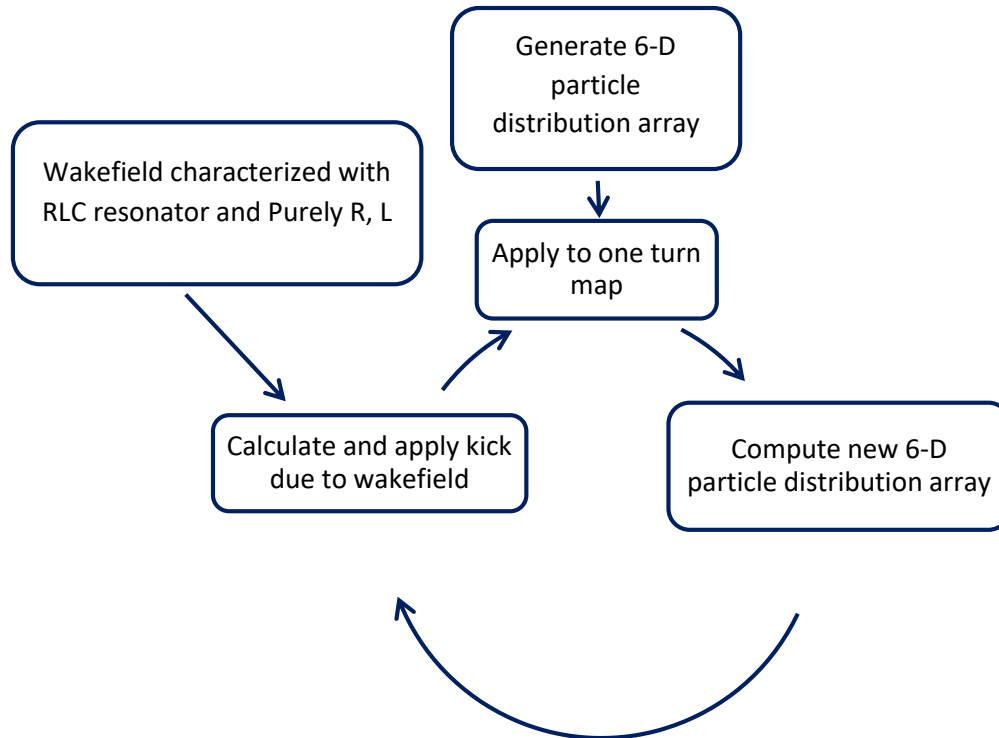 Generate 6-D
particle
distribution array
Wakefield characterized with
RLC resonator and Purely R, L
Apply to one turn
map
Calculate and apply kick
due to wakefield
Compute new 6-D
particle distribution array